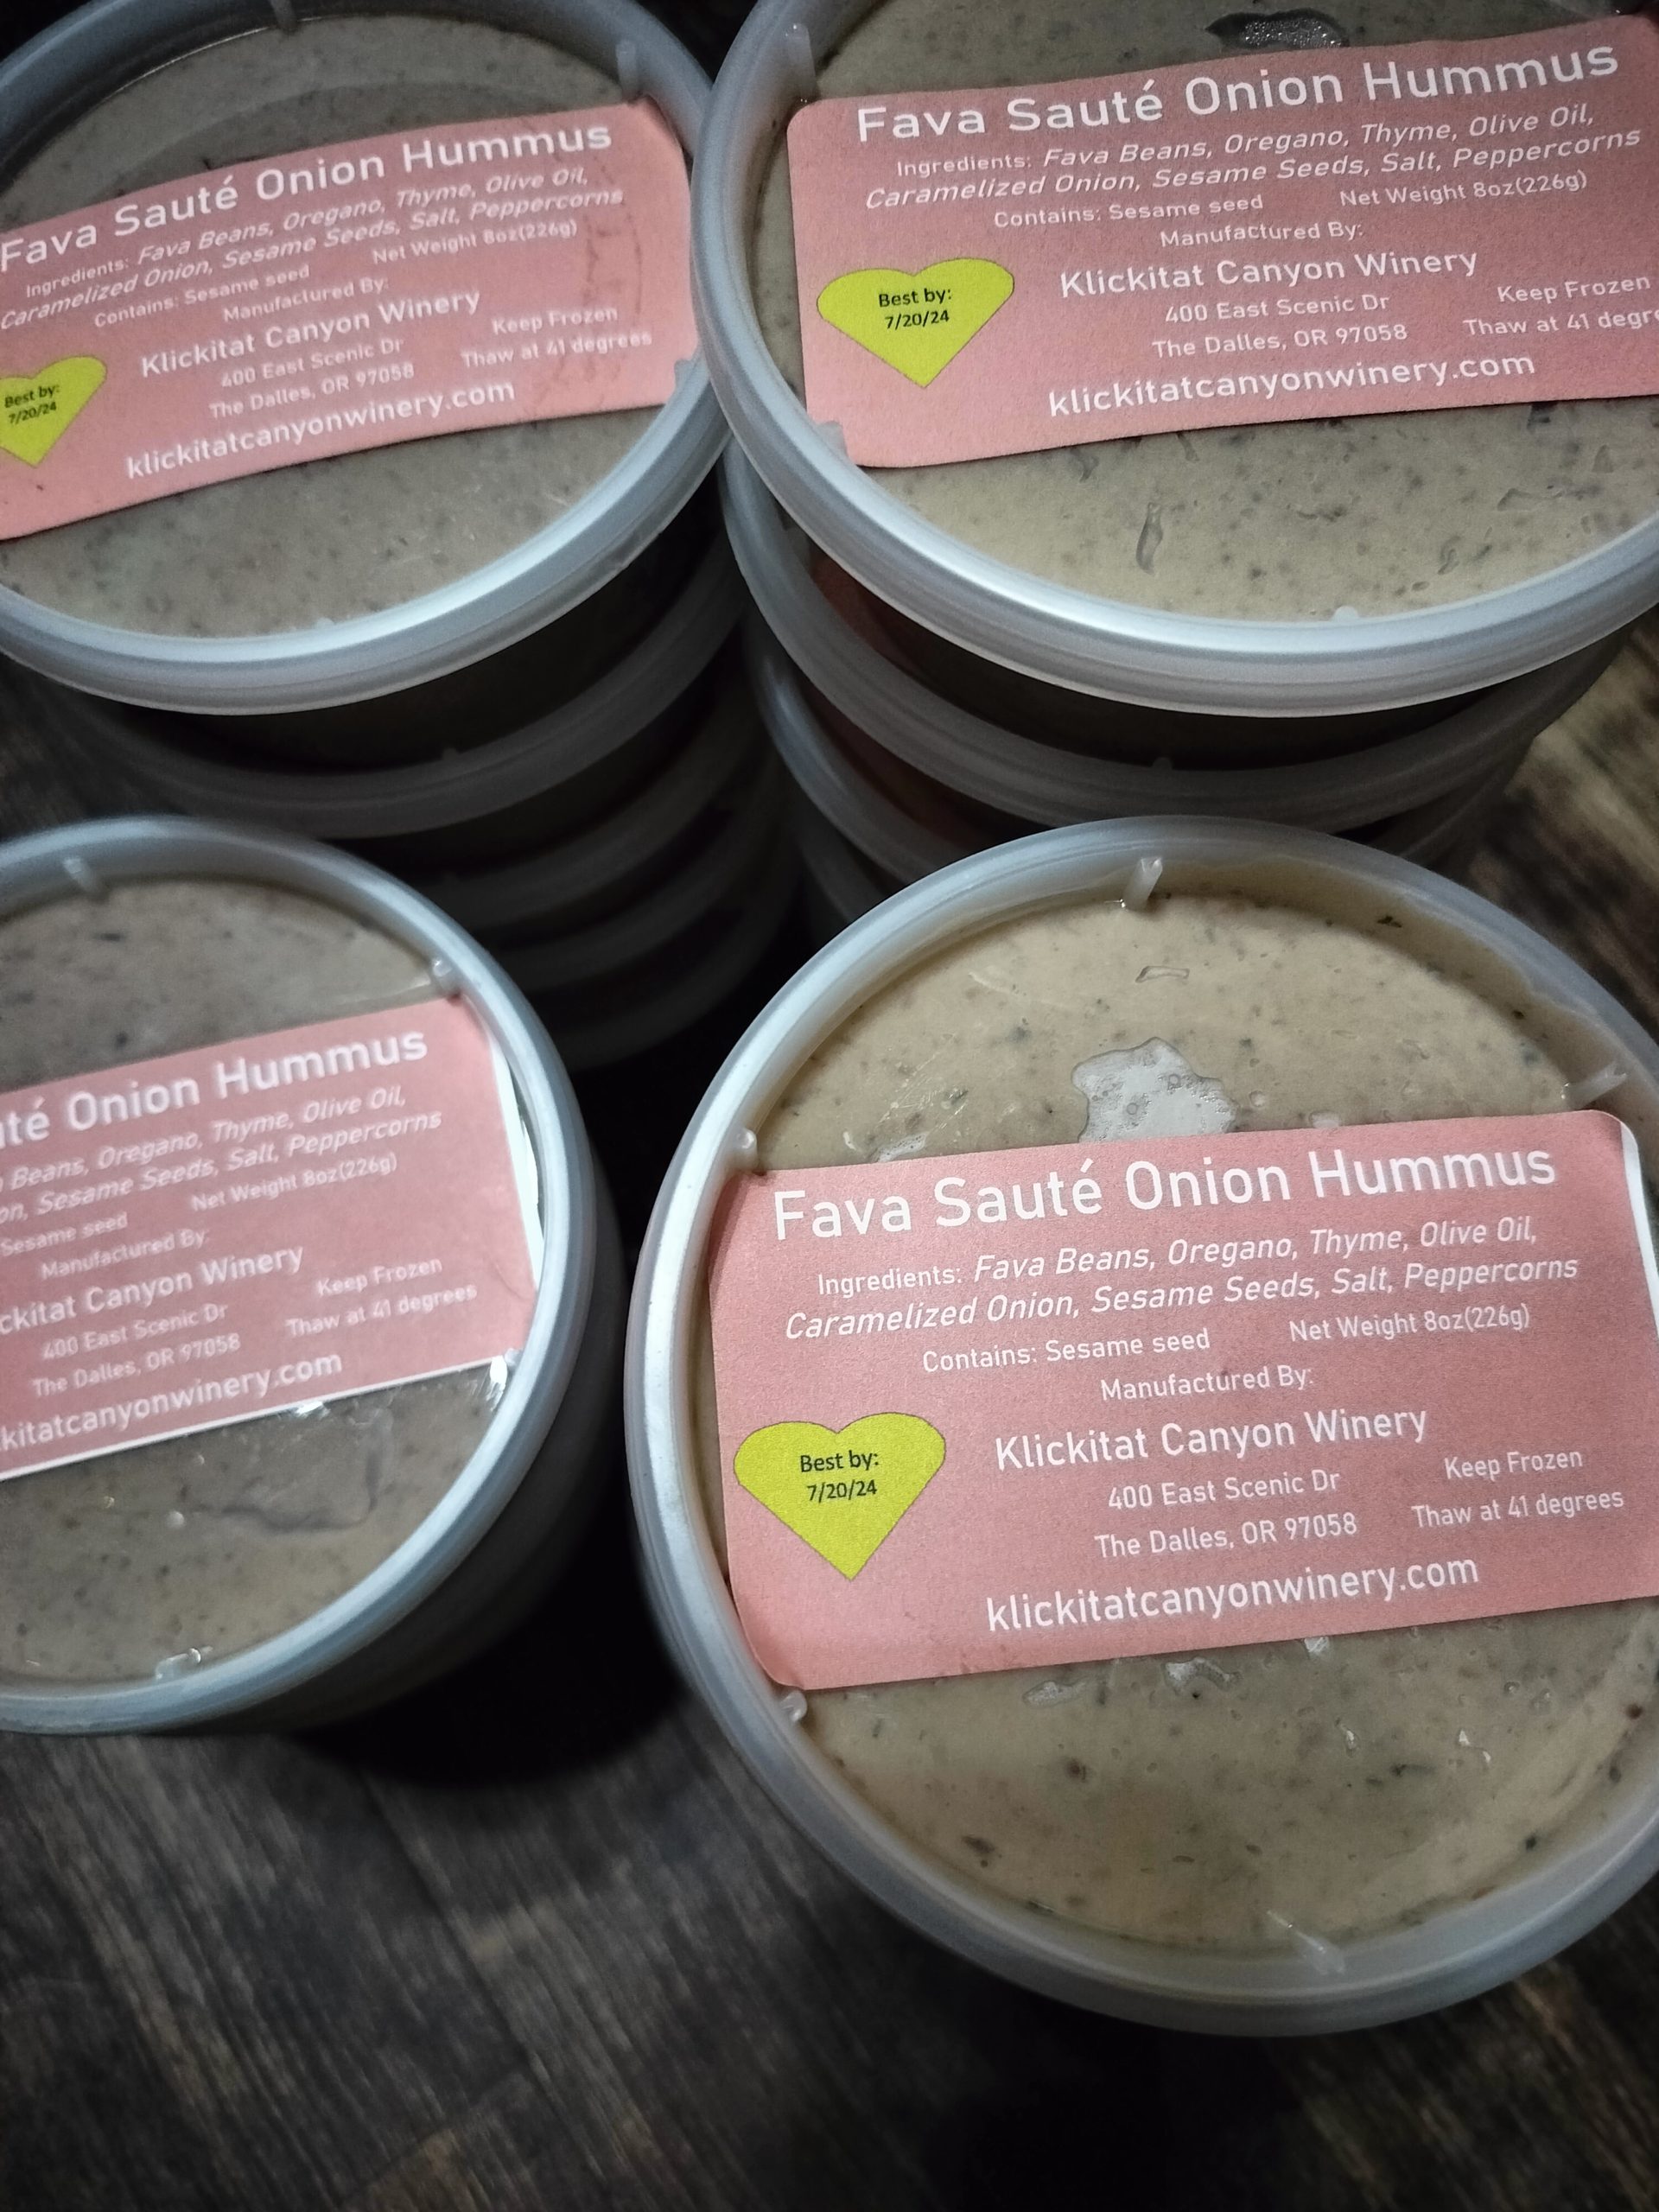 Fava Sauté Onion Hummus
Ingredients: Fava Beans, Oregano, Thyme, Olive Oil,
Caramelized Onion, Sesame Seeds, Salt, Peppercorns
Contains: Sesame seed Net Weight 8oz(226g)
Manufactured By:
Klickitat Canyon Winery
400 East Scenic Dr Keep Frozen
The Dalles, OR 97058 Thaw at 41 degrees
klickitatcanyonwinery.com
Best by:
7/20/24
Fava Sauté Onion Hummus
Ingredients: Fava Beans, Oregano, Thyme, Olive Oil,
Caramelized Onion, Sesame Seeds, Salt, Peppercorns
Contains: Sesame seed Net Weight 8oz(226g)
Manufactured By:
Klickitat Canyon Winery
400 East Scenic Dr Keep Frozen
The Dalles, OR 97058 Thaw at 41 degre
klickitatcanyonwinery.com
Best by:
7/20/24
té Onion Hummus
Beans, Oregano, Thyme, Olive Oil,
on, Sesame Seeds, Salt, Peppercorns
Sesame seed Net Weight 8oz(226g)
Manufactured By:
ckitat Canyon Winery
400 East Scenic Dr Keep Frozen
The Dalles, OR 97058 Thaw at 41 degrees
kitatcanyonwinery.com
Fava Sauté Onion Hummus
Ingredients: Fava Beans, Oregano, Thyme, Olive Oil,
Caramelized Onion, Sesame Seeds, Salt, Peppercorns
Contains: Sesame seed Net Weight 8oz(226g)
Manufactured By:
Klickitat Canyon Winery
400 East Scenic Dr Keep Frozen
The Dalles, OR 97058 Thaw at 41 degrees
klickitatcanyonwinery.com
Best by:
7/20/24